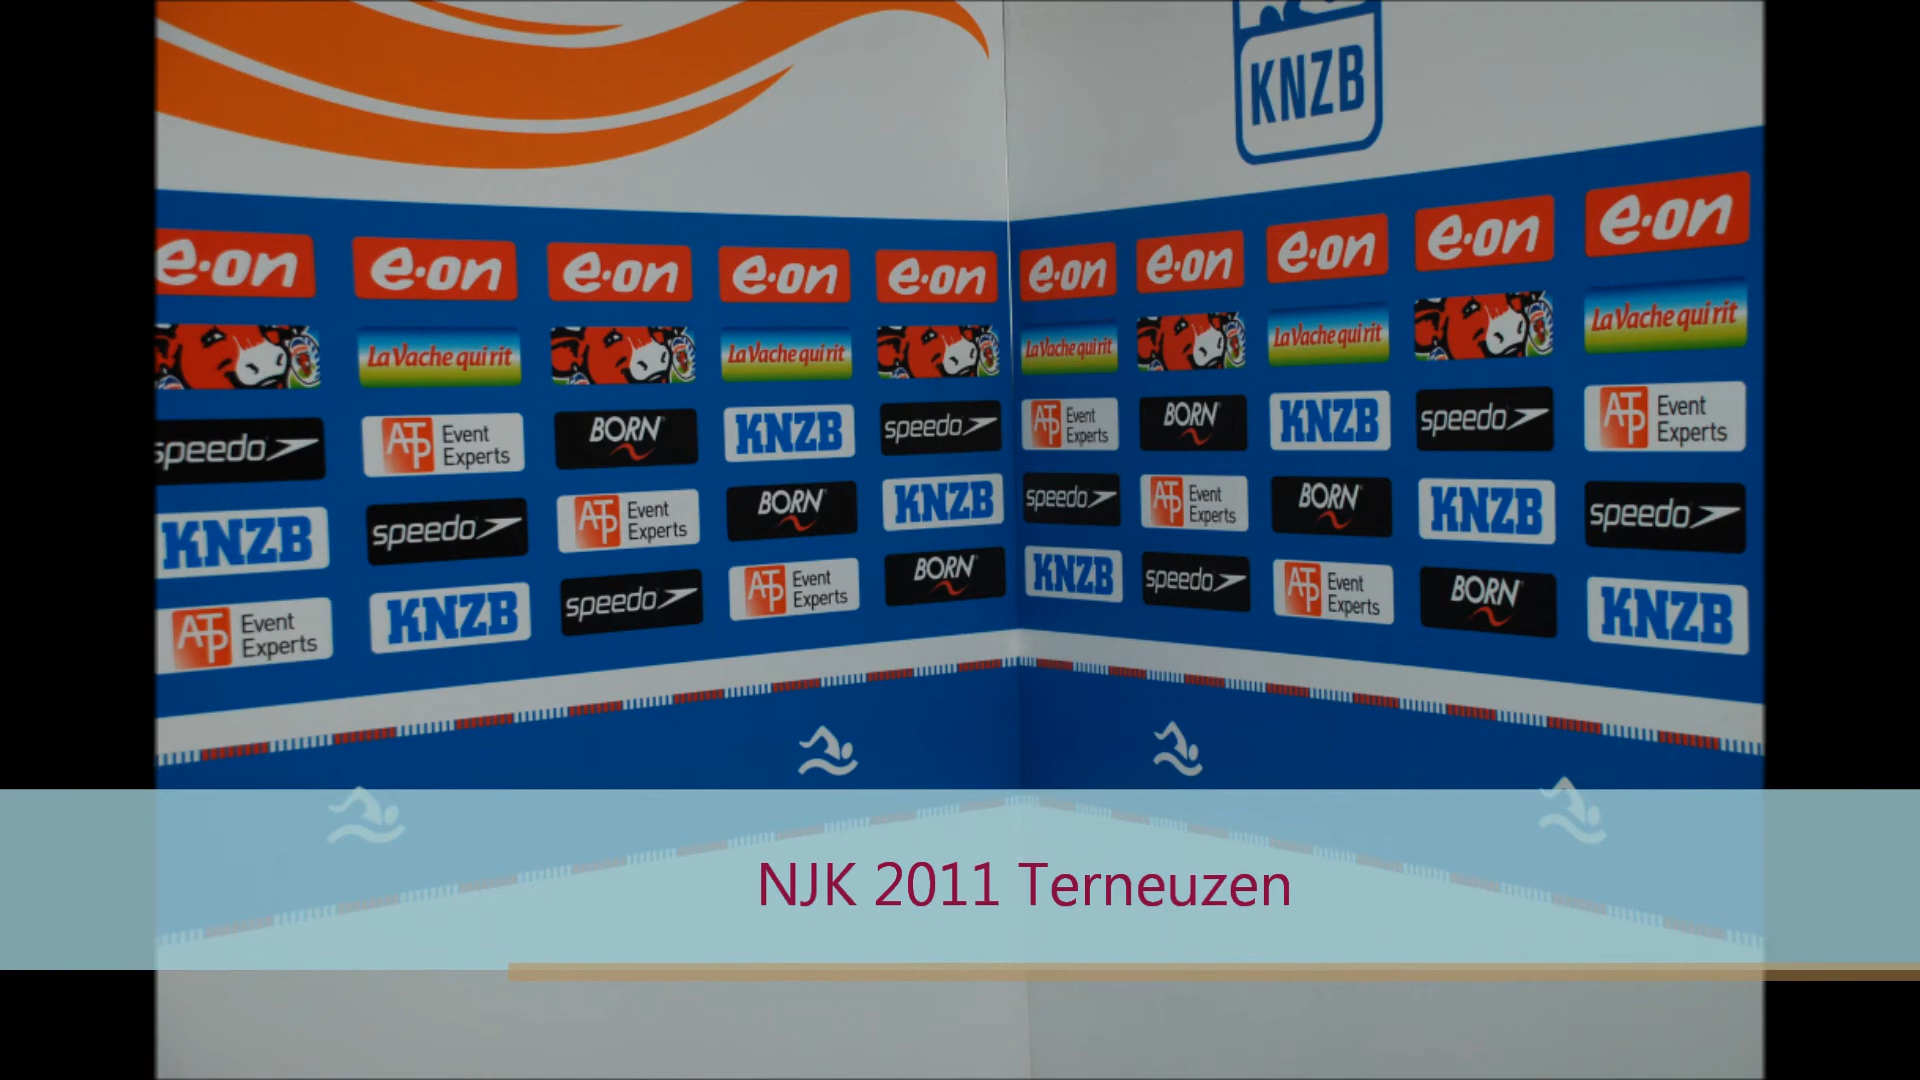 KNZB
e·on e·on e·on e·on e·on e·on e·on e·on e·on e·on
La Vache qui rit La Vache qui rit La Vache qui rit La Vache qui rit La Vache qui rit
speedo ATP Event Experts BORN KNZB speedo ATP Event Experts BORN KNZB speedo ATP Event Experts
KNZB speedo ATP Event Experts BORN KNZB speedo ATP Event Experts BORN KNZB speedo
ATP Event Experts KNZB speedo ATP Event Experts BORN KNZB speedo ATP Event Experts BORN KNZB
NJK 2011 Terneuzen